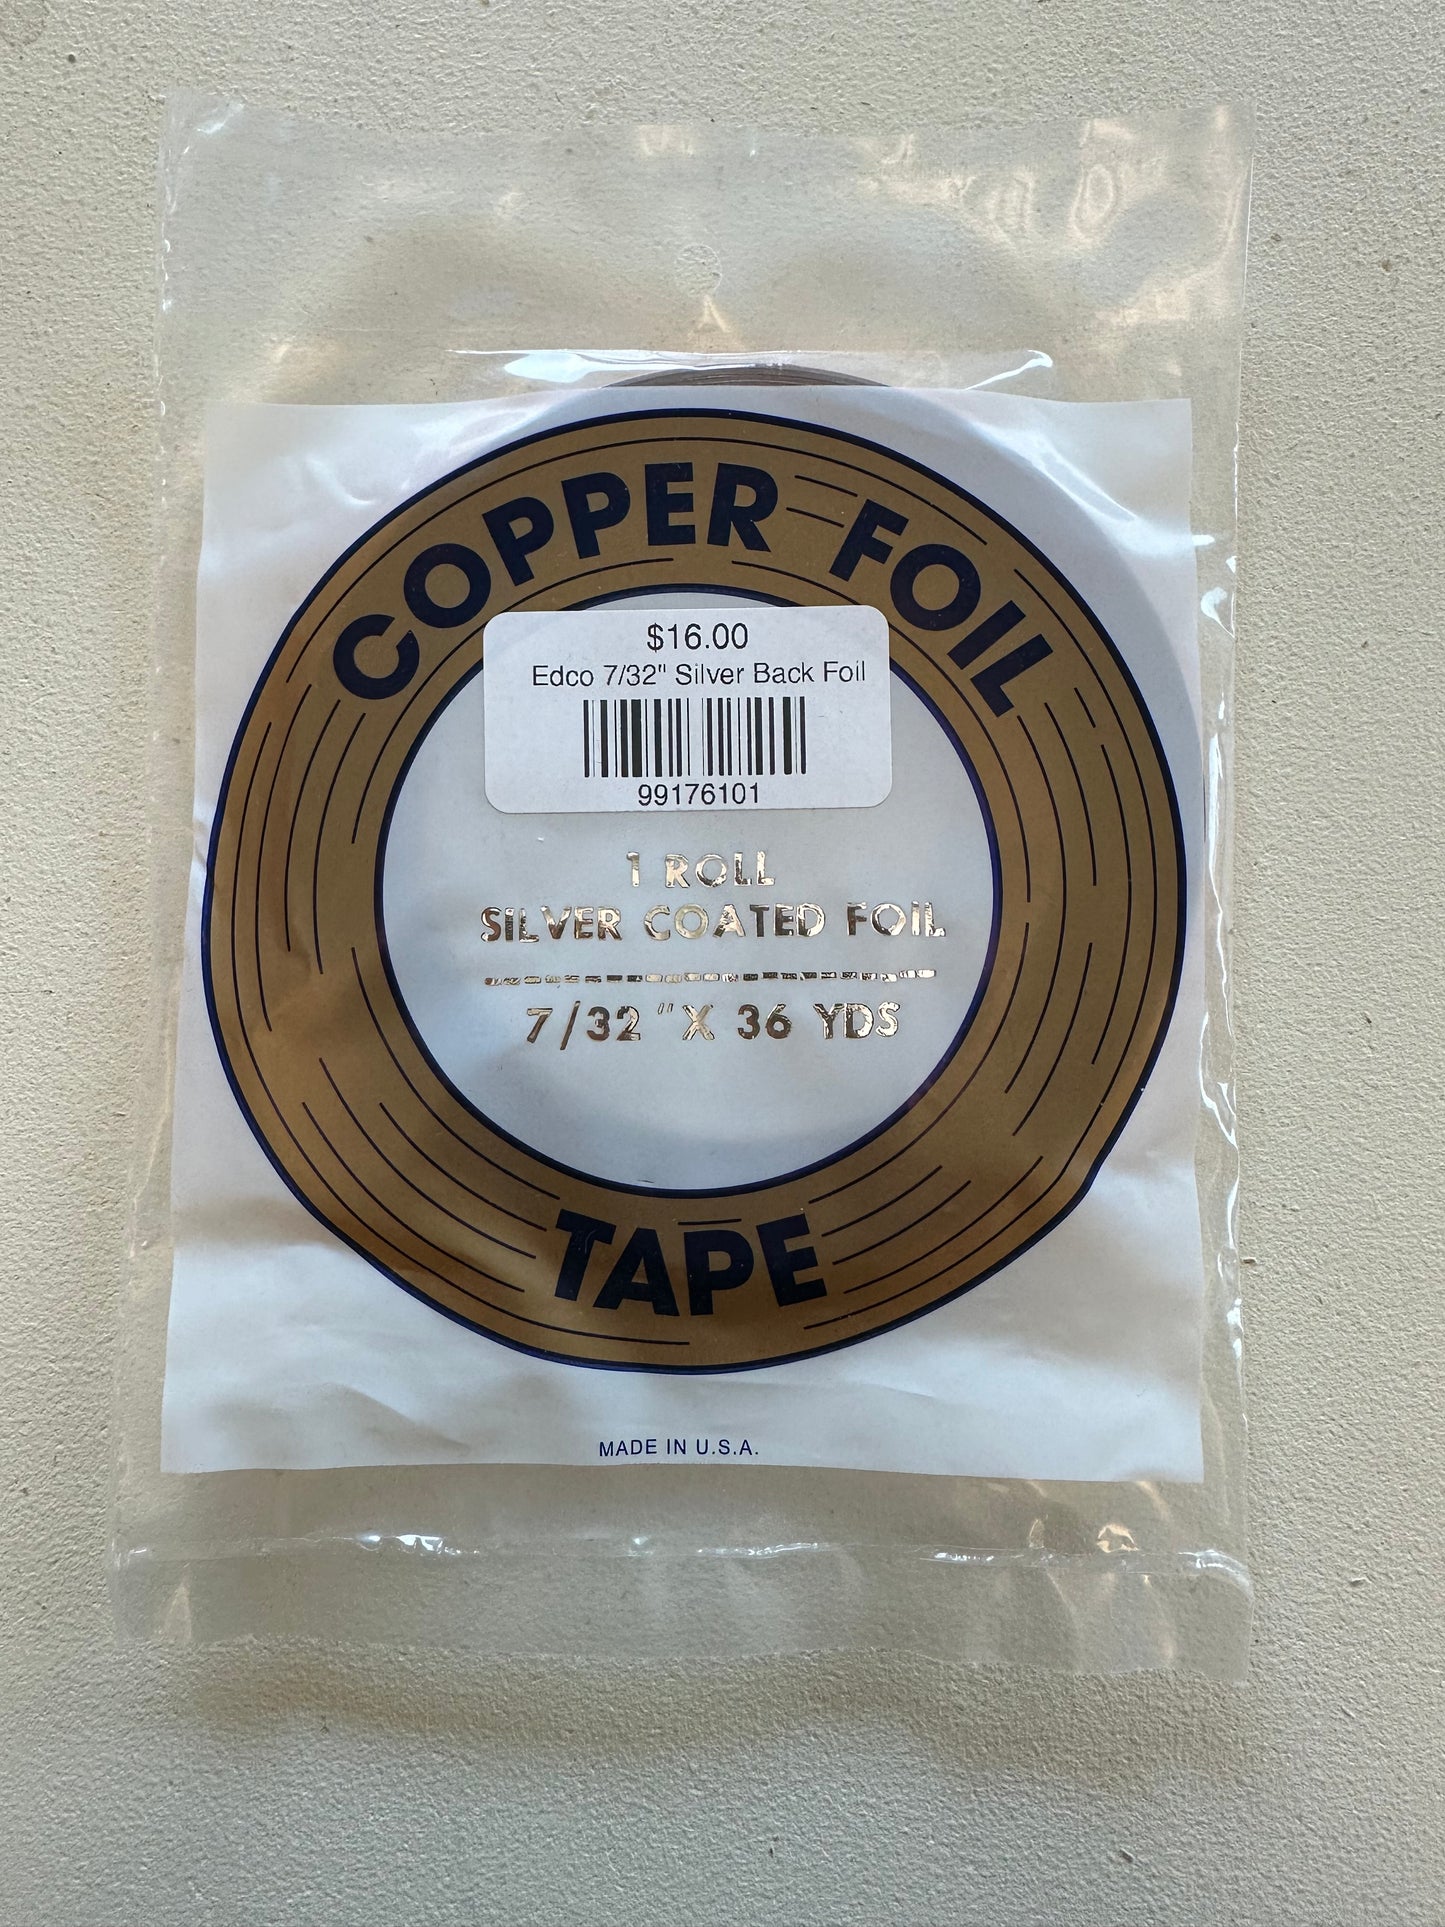 COPPER FOIL
$16.00
Edco 7/32" Silver Back Foil
99176101
1 ROLL
SILVER COATED FOIL
7/32" X 36 YDS
TAPE
MADE IN U.S.A.